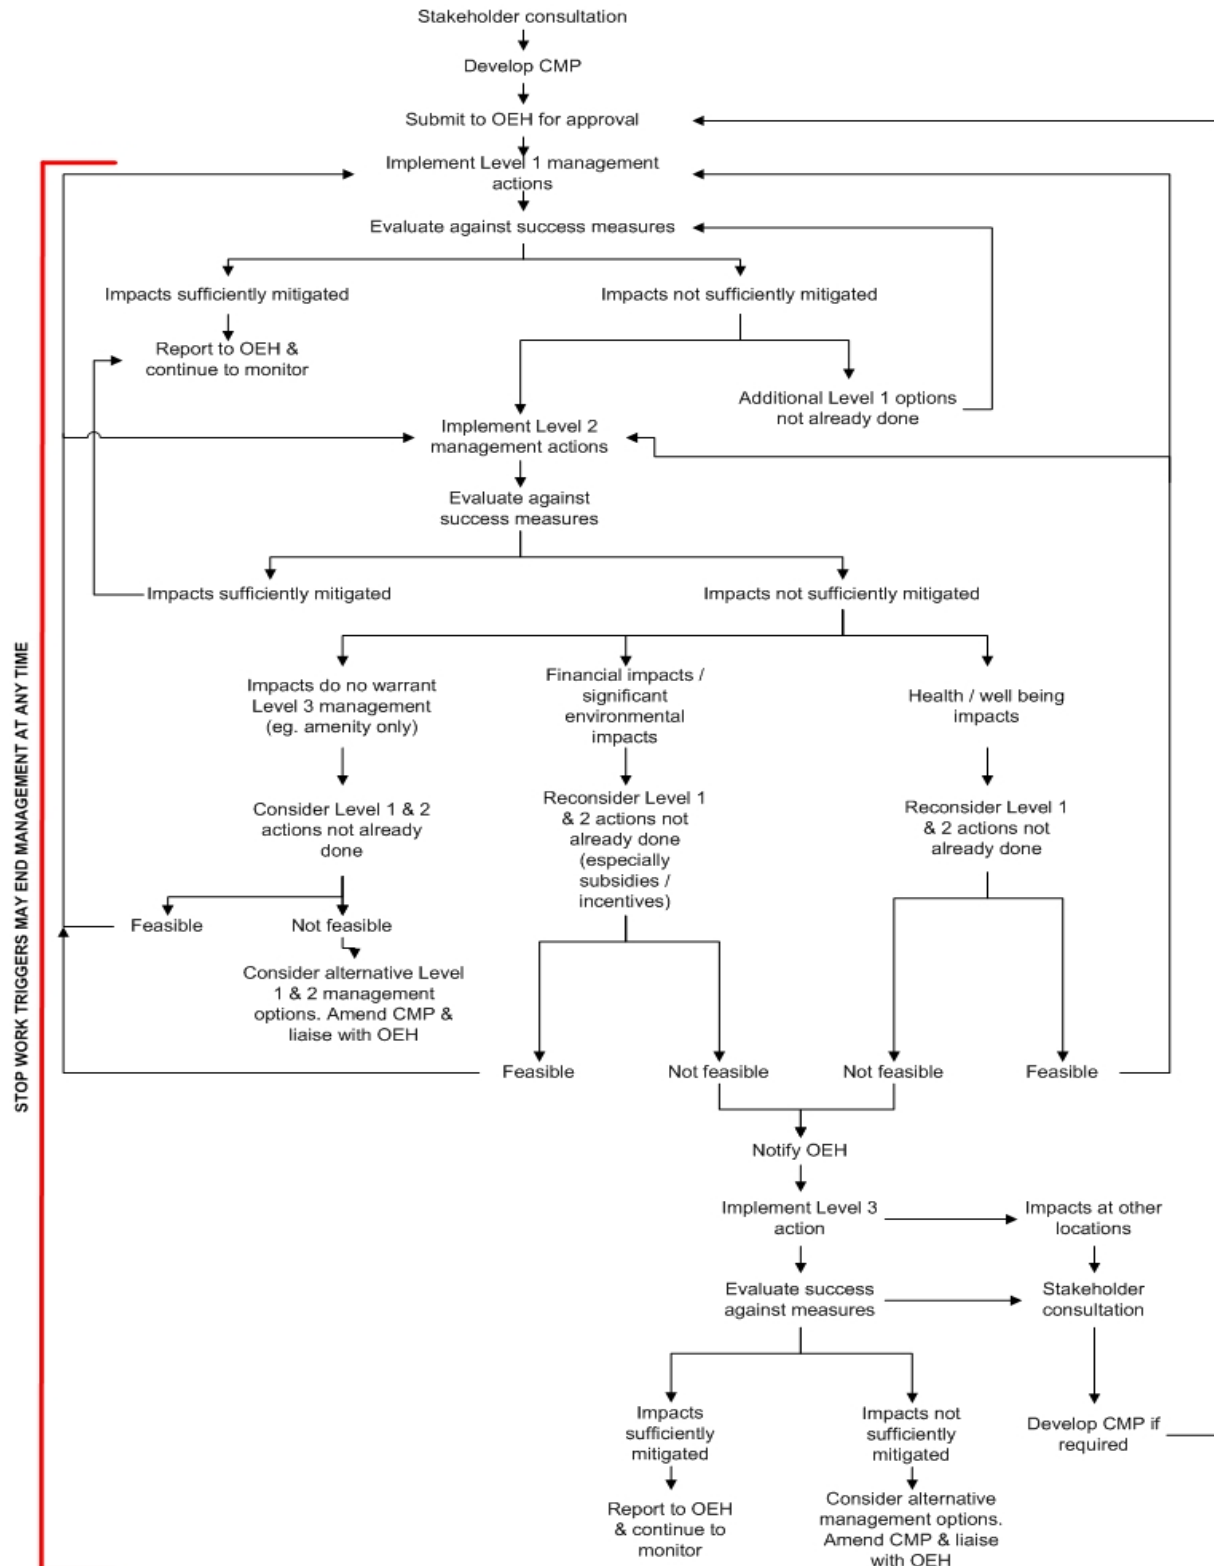 Stakeholder consultation
Develop CMP
Submit to OEH for approval
Implement Level 1 management
actions
Evaluate against success measures
Impacts sufficiently mitigated
Impacts not sufficiently mitigated
Report to OEH &
continue to monitor
Additional Level 1 options
not already done
Implement Level 2
management actions
Evaluate against
success measures
Impacts sufficiently mitigated
Impacts not sufficiently mitigated
Impacts do no warrant
Level 3 management
(eg. amenity only)
Financial impacts /
significant
environmental
impacts
Health / well being
impacts
Consider Level 1 & 2
actions not already
done
Reconsider Level 1
& 2 actions not
already done
(especially
subsidies /
incentives)
Reconsider Level 1
& 2 actions not
already done
Feasible
Not feasible
Consider alternative Level
1 & 2 management
options. Amend CMP &
liaise with OEH
Feasible
Not feasible
Not feasible
Feasible
Notify OEH
Implement Level 3
action
Impacts at other
locations
Evaluate success
against measures
Stakeholder
consultation
Impacts
sufficiently
mitigated
Impacts not
sufficiently
mitigated
Develop CMP if
required
Report to OEH
& continue to
monitor
Consider alternative
management options.
Amend CMP & liaise
with OEH
STOP WORK TRIGGERS MAY END MANAGEMENT AT ANY TIME